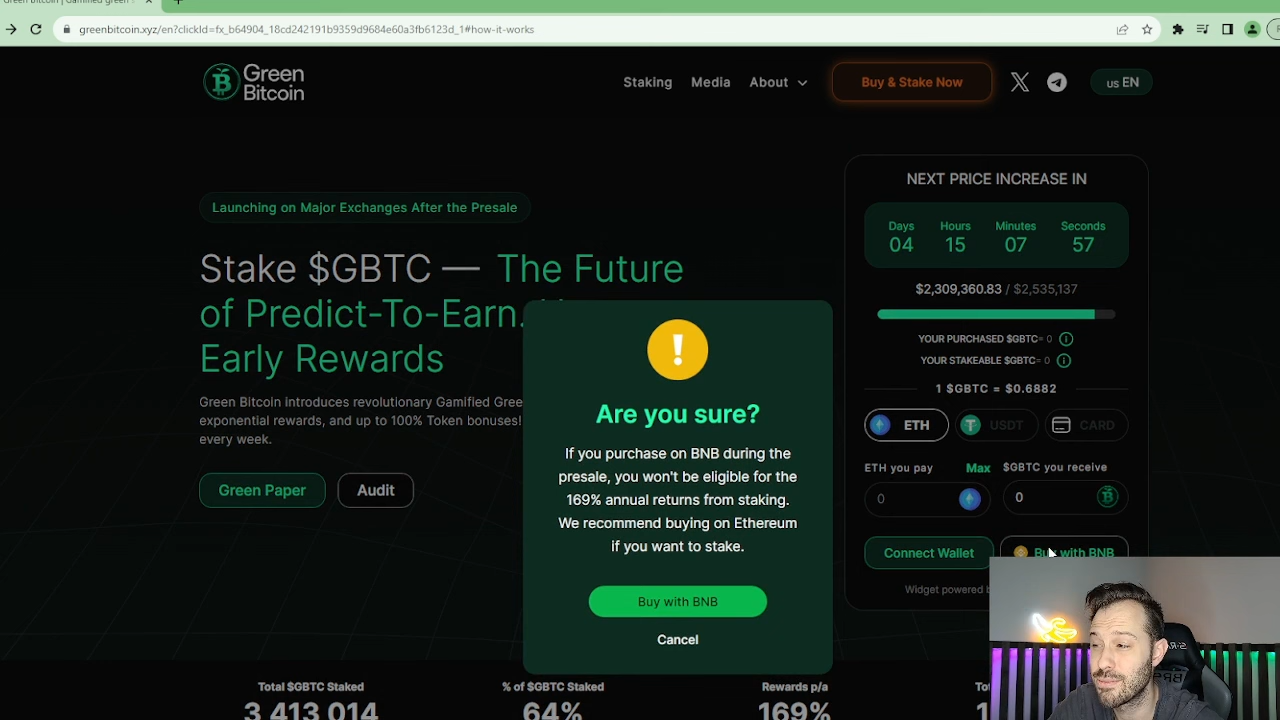 Green Bitcoin | Gamified green
greenbitcoin.xyz/en?clickId=fx_b64904_18cd242191b9359d9684e60a3fb6123d_1#how-it-works
Green
Bitcoin
Staking
Media
About
Buy & Stake Now
us EN
Launching on Major Exchanges After the Presale
Stake $GBTC — The Future
of Predict-To-Earn.
Early Rewards
Green Bitcoin introduces revolutionary Gamified Gree
exponential rewards, and up to 100% Token bonuses!
every week.
Green Paper
Audit
Are you sure?
If you purchase on BNB during the
presale, you won't be eligible for the
169% annual returns from staking.
We recommend buying on Ethereum
if you want to stake.
Buy with BNB
Cancel
NEXT PRICE INCREASE IN
Days Hours Minutes Seconds
04 15 07 57
$2,309,360.83 / $2,535,137
YOUR PURCHASED $GBTC= 0
YOUR STAKEABLE $GBTC= 0
1 $GBTC = $0.6882
ETH
USDT
CARD
ETH you pay Max $GBTC you receive
0 0
Connect Wallet
Buy with BNB
Widget powered b
Total $GBTC Staked % of $GBTC Staked Rewards p/a
3,413,014 64% 169%